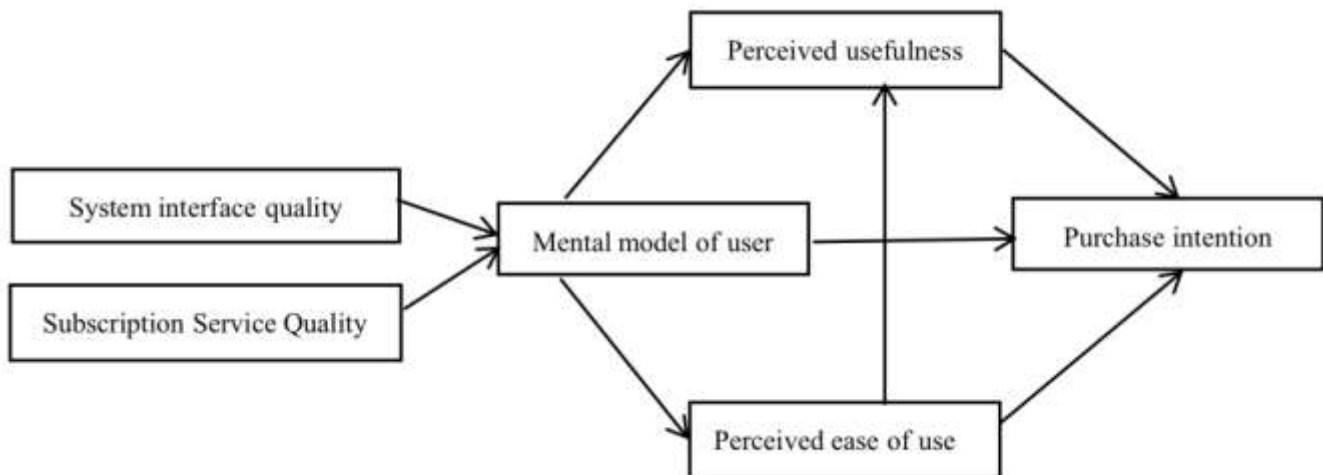 Perceived usefulness
System interface quality
Mental model of user
Purchase intention
Subscription Service Quality
Perceived ease of use